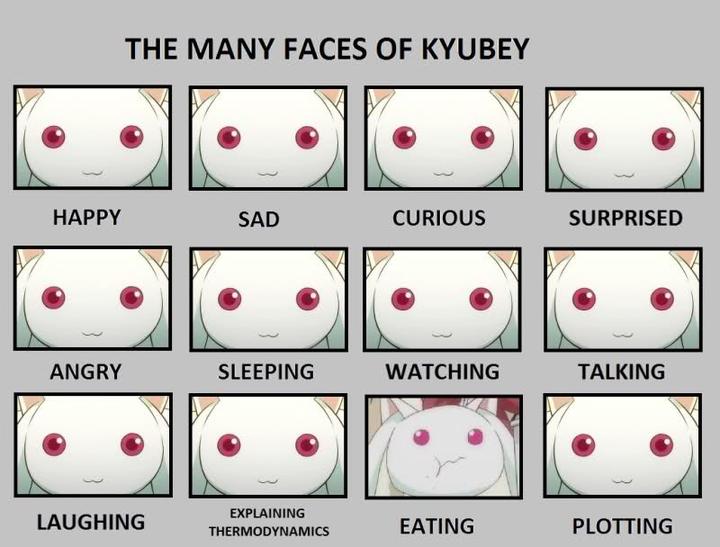 THE MANY FACES OF KYUBEY
HAPPY
SAD
CURIOUS
SURPRISED
ANGRY
SLEEPING
WATCHING
TALKING
LAUGHING
EXPLAINING
THERMODYNAMICS
EATING
PLOTTING